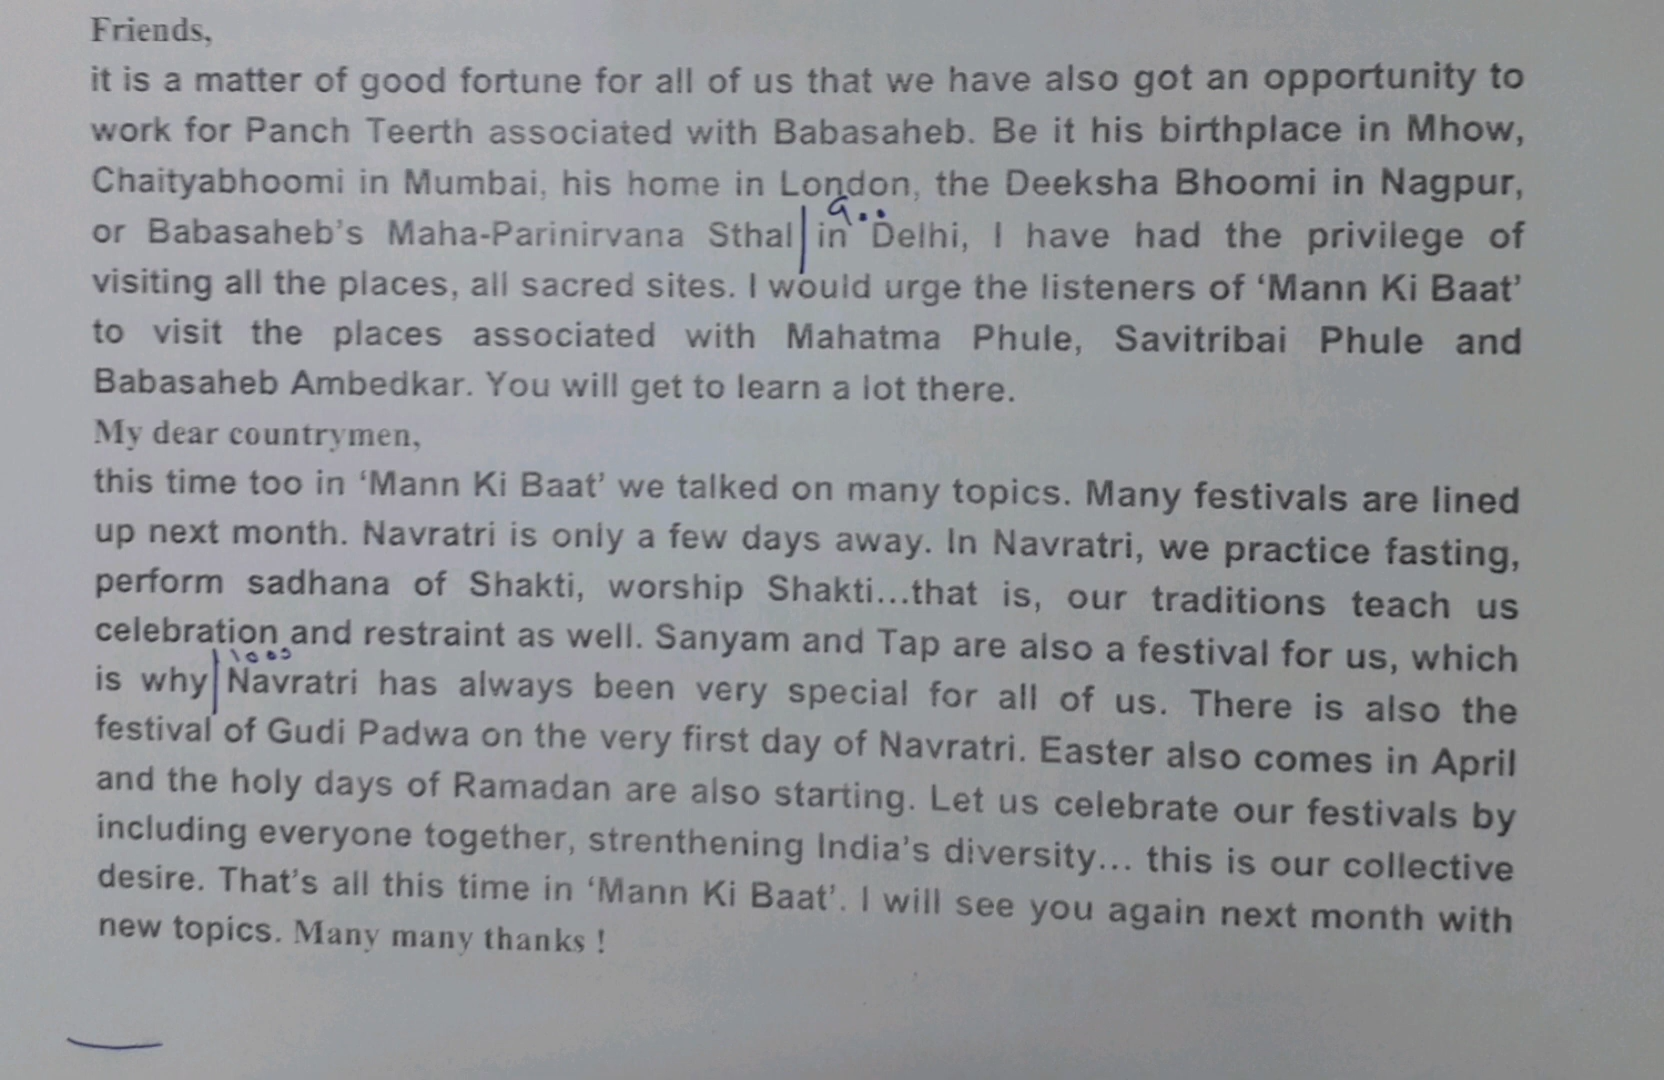 Friends,
it is a matter of good fortune for all of us that we have also got an opportunity to
work for Panch Teerth associated with Babasaheb. Be it his birthplace in Mhow,
Chaityabhoomi in Mumbai, his home in London, the Deeksha Bhoomi in Nagpur,
or Babasaheb's Maha-Parinirvana Sthal in Delhi, I have had the privilege of
visiting all the places, all sacred sites. I would urge the listeners of ‘Mann Ki Baat’
to visit the places associated with Mahatma Phule, Savitribai Phule and
Babasaheb Ambedkar. You will get to learn a lot there.
My dear countrymen,
this time too in ‘Mann Ki Baat’ we talked on many topics. Many festivals are lined
up next month. Navratri is only a few days away. In Navratri, we practice fasting,
perform sadhana of Shakti, worship Shakti...that is, our traditions teach us
celebration and restraint as well. Sanyam and Tap are also a festival for us, which
is why Navratri has always been very special for all of us. There is also the
festival of Gudi Padwa on the very first day of Navratri. Easter also comes in April
and the holy days of Ramadan are also starting. Let us celebrate our festivals by
including everyone together, strenthening India's diversity... this is our collective
desire. That's all this time in ‘Mann Ki Baat’. I will see you again next month with
new topics. Many many thanks !